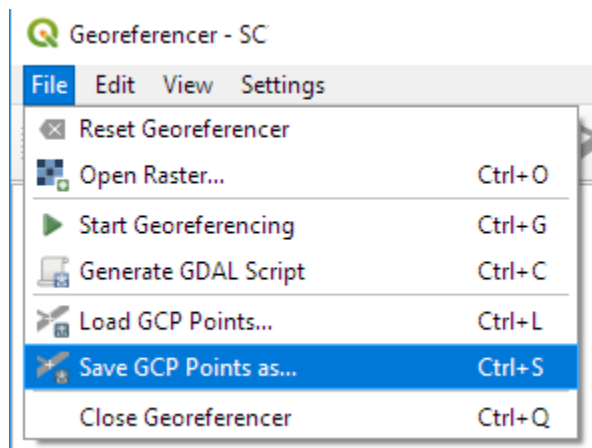 Georeferencer - SC
File Edit View Settings
Reset Georeferencer
Open Raster... Ctrl+O
Start Georeferencing Ctrl+G
Generate GDAL Script Ctrl+C
Load GCP Points... Ctrl+L
Save GCP Points as... Ctrl+S
Close Georeferencer Ctrl+Q